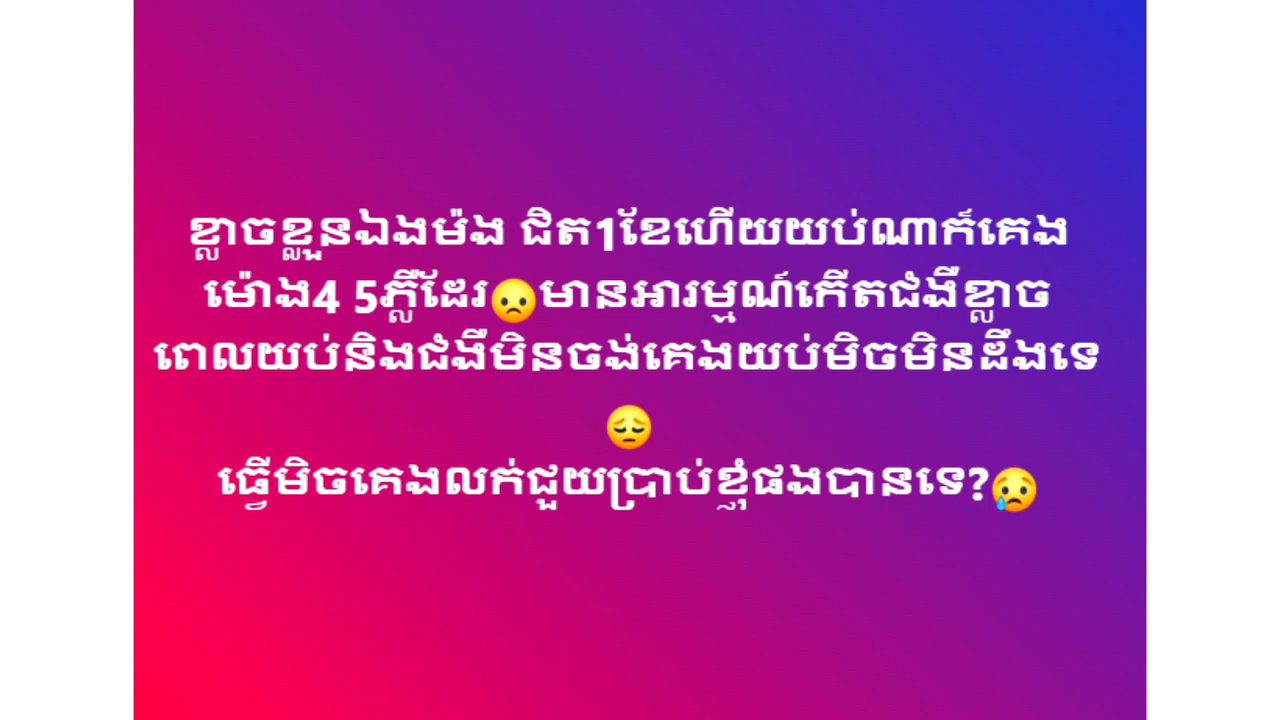 ខ្លាចខ្លួនឯងម៉ង ជិត1ខែហើយយប់ណាក៍គេង
ម៉ោង4 5ភ្លឺដែរ😞មានអារម្មណ៍កើតជំងឺខ្លាច
ពេលយប់និងជំងឺមិនចង់គេងយប់មិចមិនដឹងទេ
😔
ធ្វើមិចគេងលក់ជួយប្រាប់ខ្ញុំផងបានទេ?😢